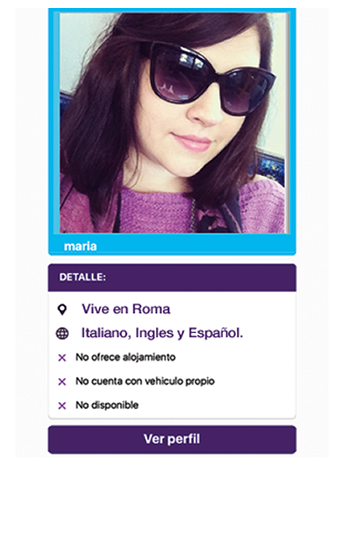 maria
DETALLE:
Vive en Roma
Italiano, Ingles y Español.
No ofrece alojamiento
No cuenta con vehiculo propio
No disponible
Ver perfil